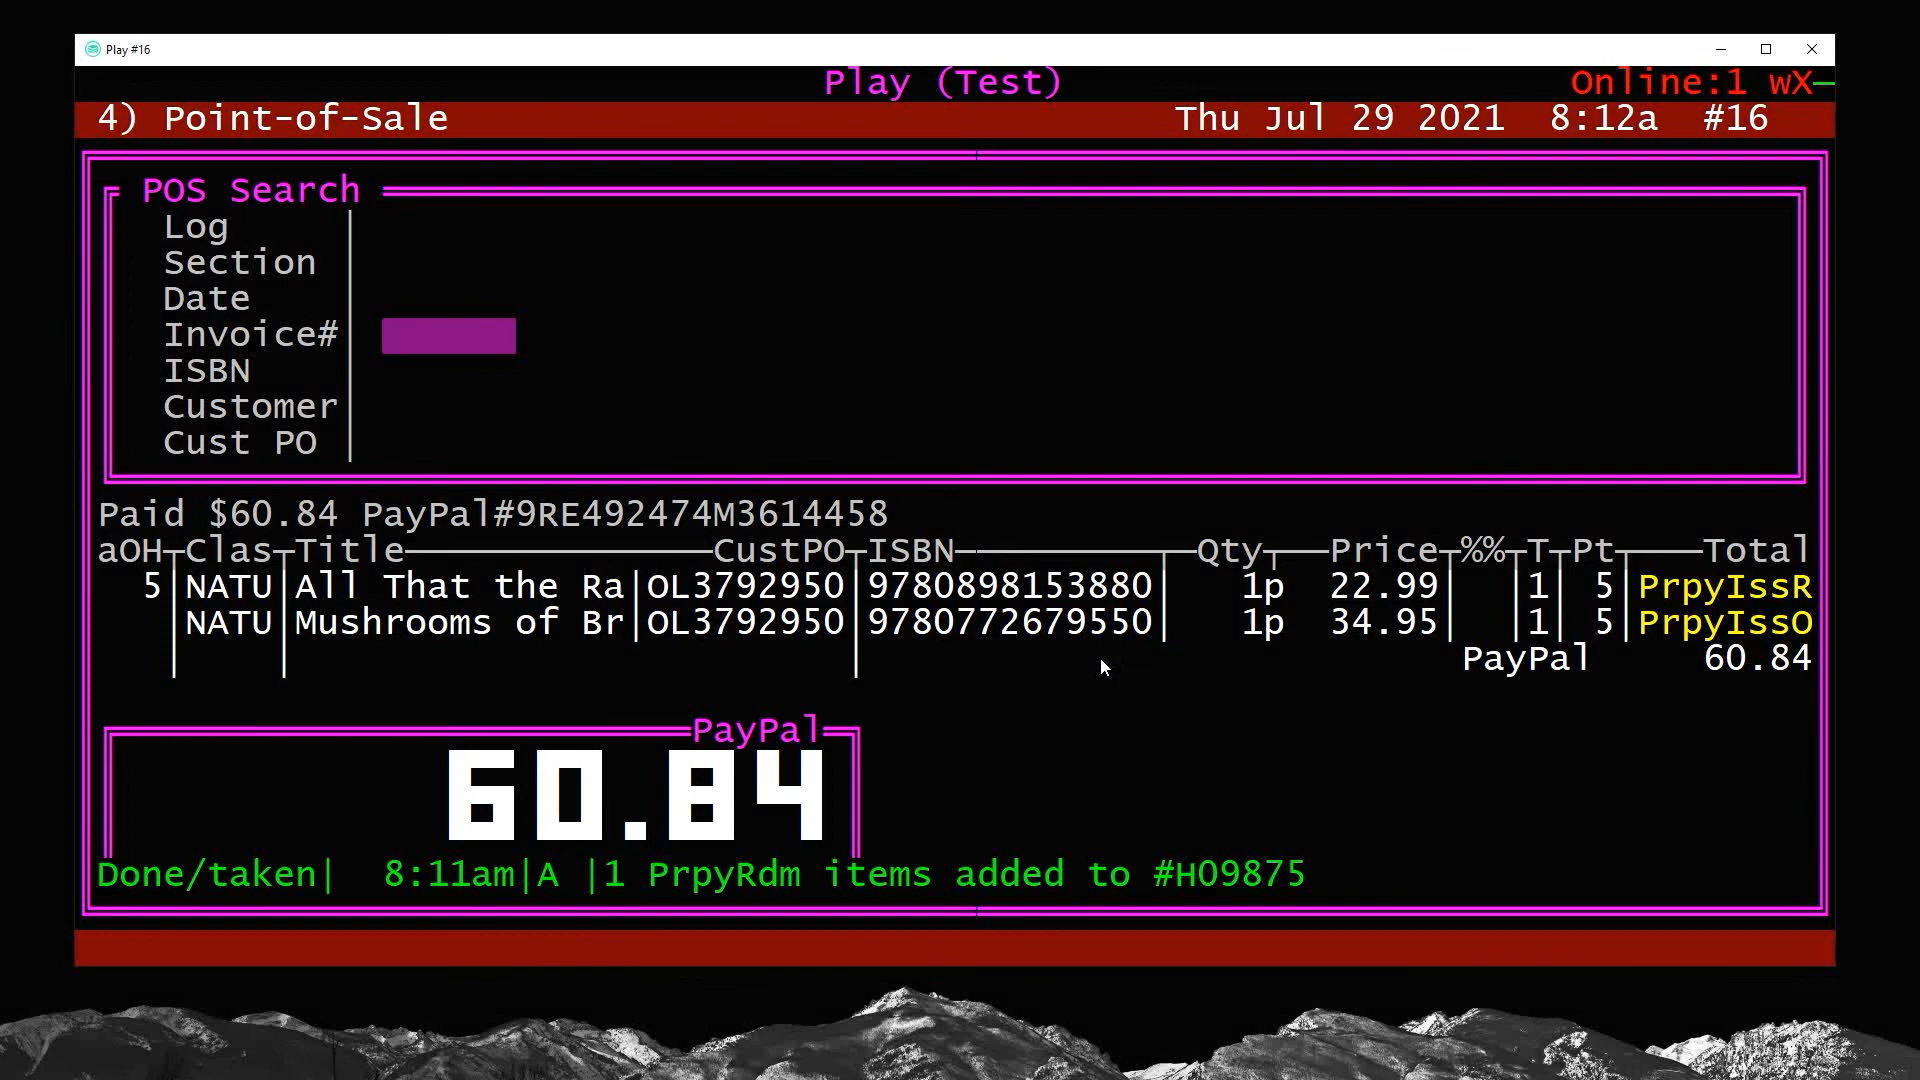 Play #16
Play (Test) Online:1 wX
4) Point-of-Sale Thu Jul 29 2021 8:12a #16
POS Search
Log
Section
Date
Invoice#
ISBN
Customer
Cust PO
Paid $60.84 PayPal#9RE492474M3614458
aOH Clas Title CustPO ISBN Qty Price %% T Pt Total
5 NATU All That the Ra OL3792950 9780898153880 1p 22.99 1 5 PrpyIssR
NATU Mushrooms of Br OL3792950 9780772679550 1p 34.95 1 5 PrpyIssO
PayPal 60.84
PayPal
60.84
Done/taken| 8:11am|A |1 PrpyRdm items added to #H09875